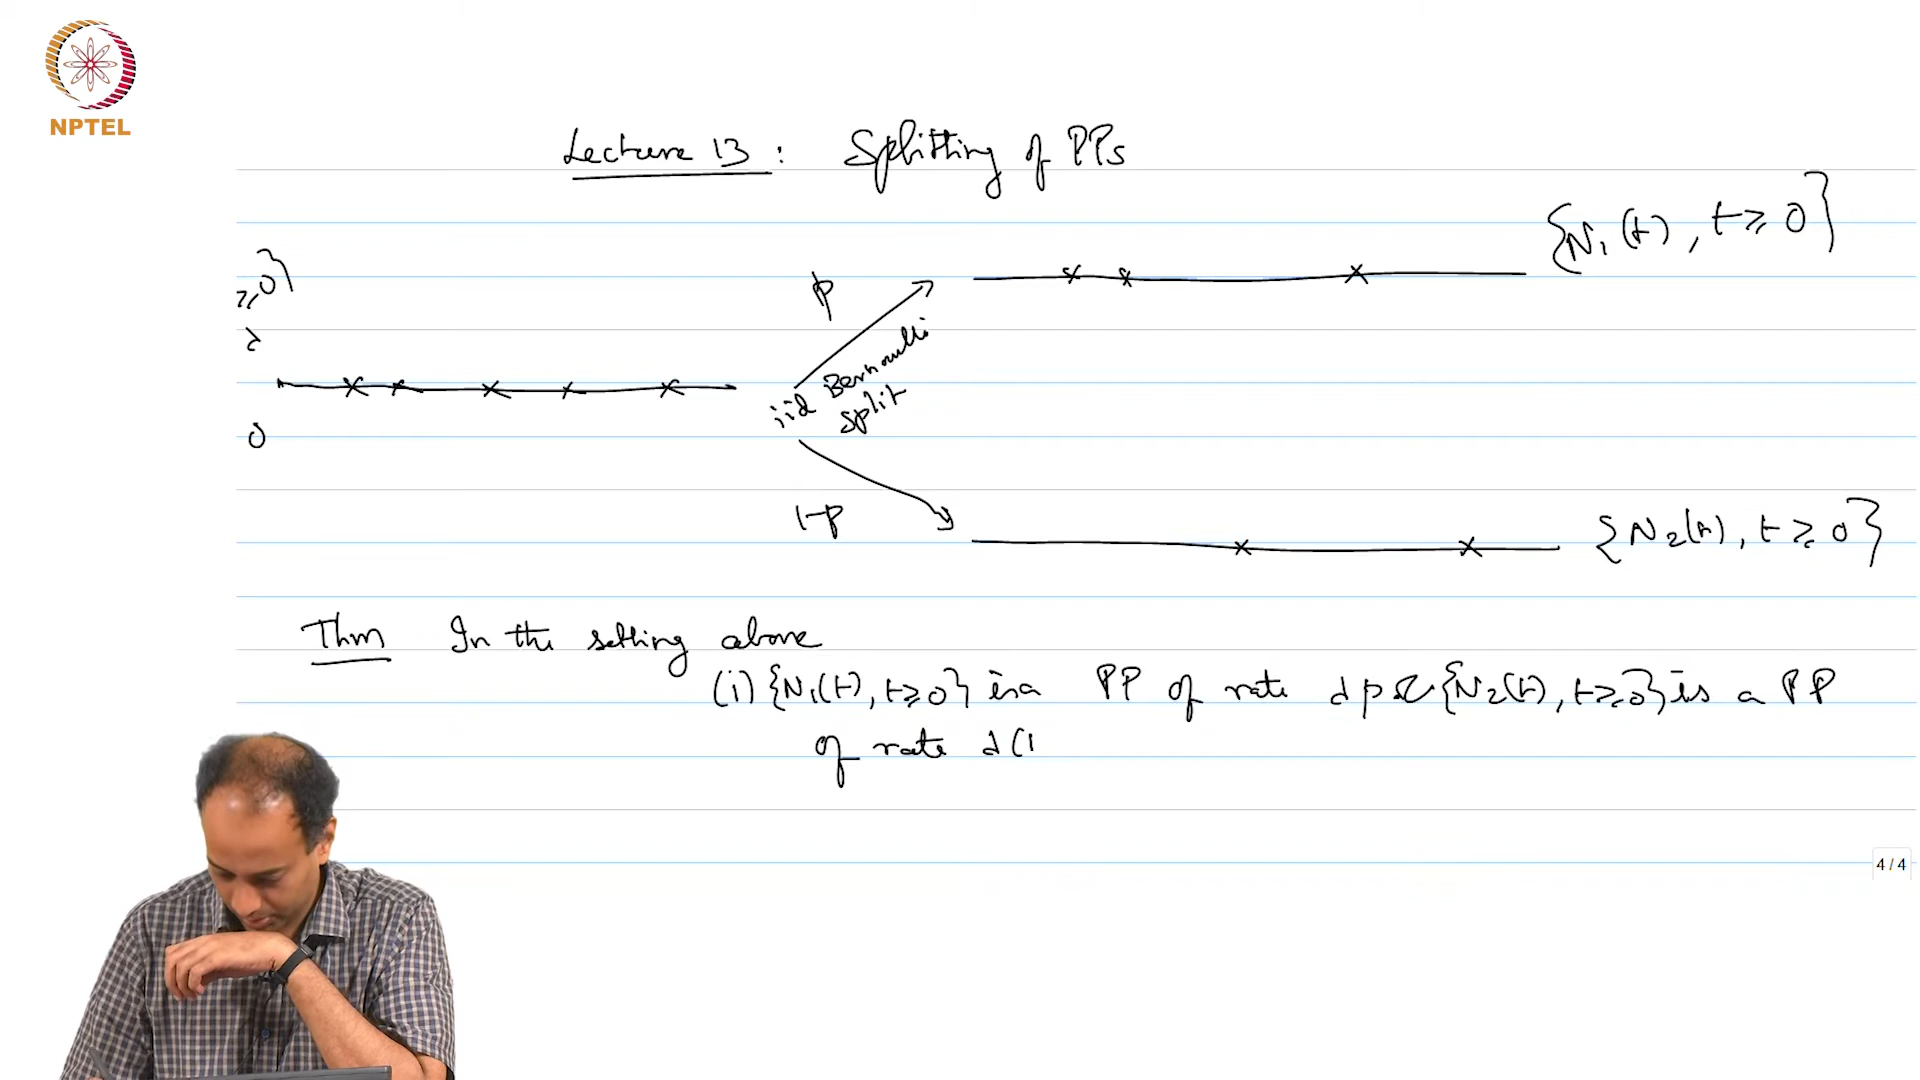 NPTEL
Lecture 13 : Splitting of PPs
{N₁(t), t ≥ 0}
≥ 0}
λ
p
iid Bernoulli
split
0
1-p
{N₂(t), t ≥ 0}
Thm In the setting above
(i) {N₁(t), t ≥ 0} is a PP of rate λp & {N₂(t), t ≥ 0} is a PP
of rate λ(1
4 / 4